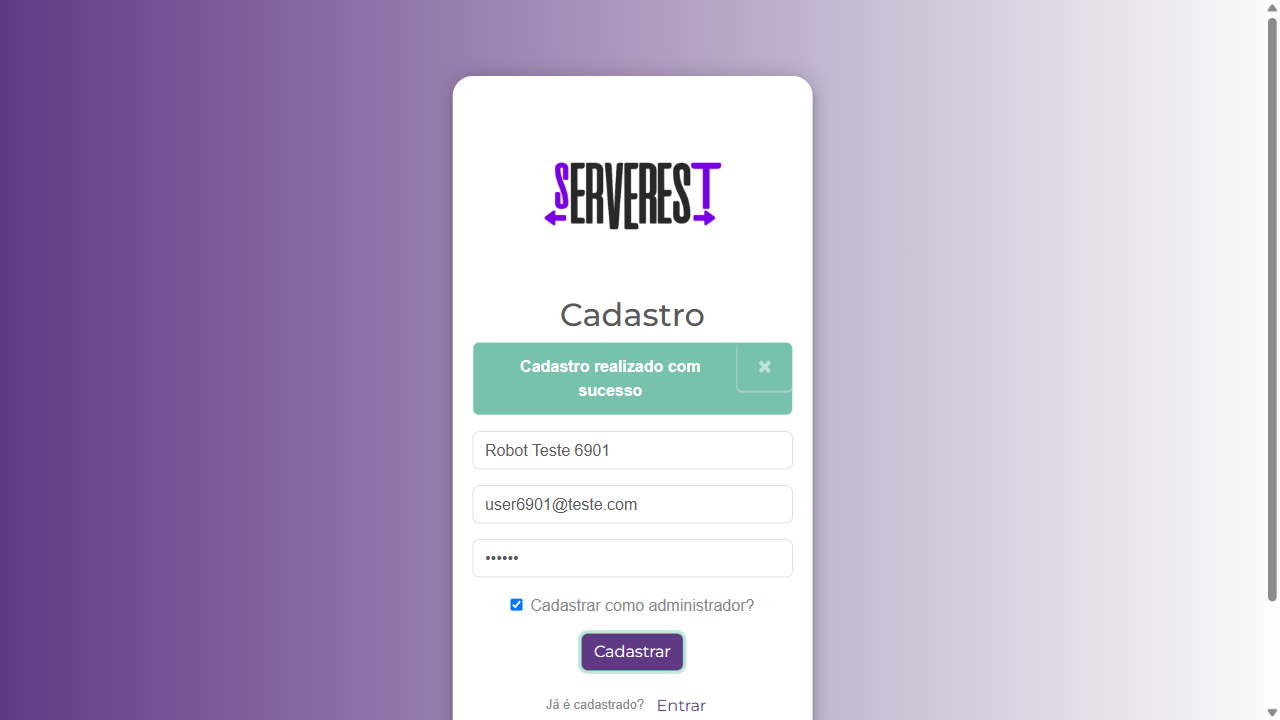 SERVEREST
Cadastro
Cadastro realizado com
sucesso
Robot Teste 6901
user6901@teste.com
••••••
Cadastrar como administrador?
Cadastrar
Já é cadastrado? Entrar